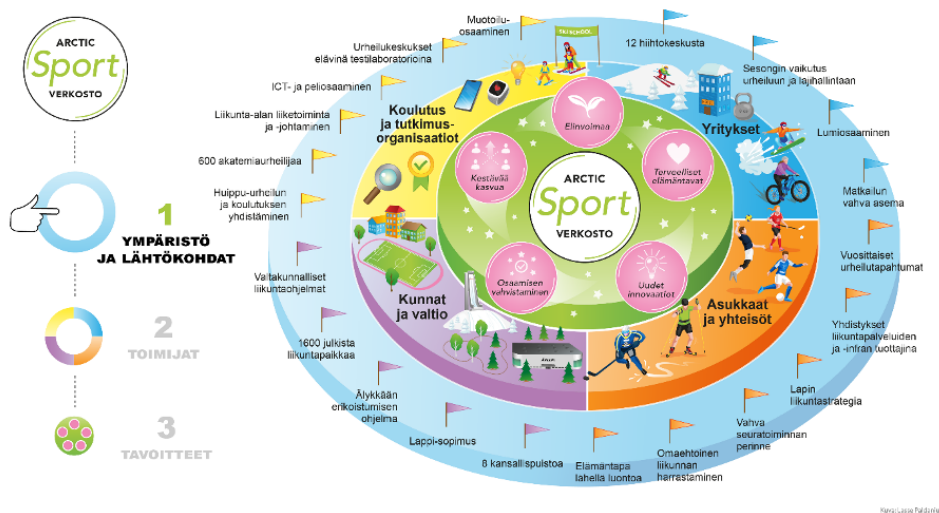 ARCTIC
Sport
VERKOSTO
1
YMPÄRISTÖ
JA LÄHTÖKOHDAT
2
TOIMIJAT
3
TAVOITTEET
Muotoilu-
osaaminen
Urheilukeskukset
elävinä testilaboratorioina
ICT- ja peliosaaminen
Liikunta-alan liiketoiminta
ja -johtaminen
600 akatemiaurheilijaa
Huippu-urheilun
ja koulutuksen
yhdistäminen
Valtakunnalliset
liikuntaohjelmat
1600 julkista
liikuntapaikkaa
Älykkään
erikoistumisen
ohjelma
Lappi-sopimus
8 kansallispuistoa
Elämäntapa
lähellä luontoa
Omaehtoinen
liikunnan
harrastaminen
Vahva
seuratoiminnan
perinne
Lapin
liikuntastrategia
Yhdistykset
liikuntapalveluiden
ja -infran tuottajina
Vuosittaiset
urheilutapahtumat
Matkailun
vahva asema
Lumiosaaminen
Sesongin vaikutus
urheiluun ja lajihallintaan
12 hiihtokeskusta
SKI SCHOOL
Koulutus
ja tutkimus-
organisaatiot
Yritykset
Asukkaat
ja yhteisöt
Kunnat
ja valtio
Elinvoimaa
Terveelliset
elämäntavat
Uudet
innovaatiot
Osaamisen
vahvistaminen
Kestävää
kasvua
ARCTIC
Sport
VERKOSTO